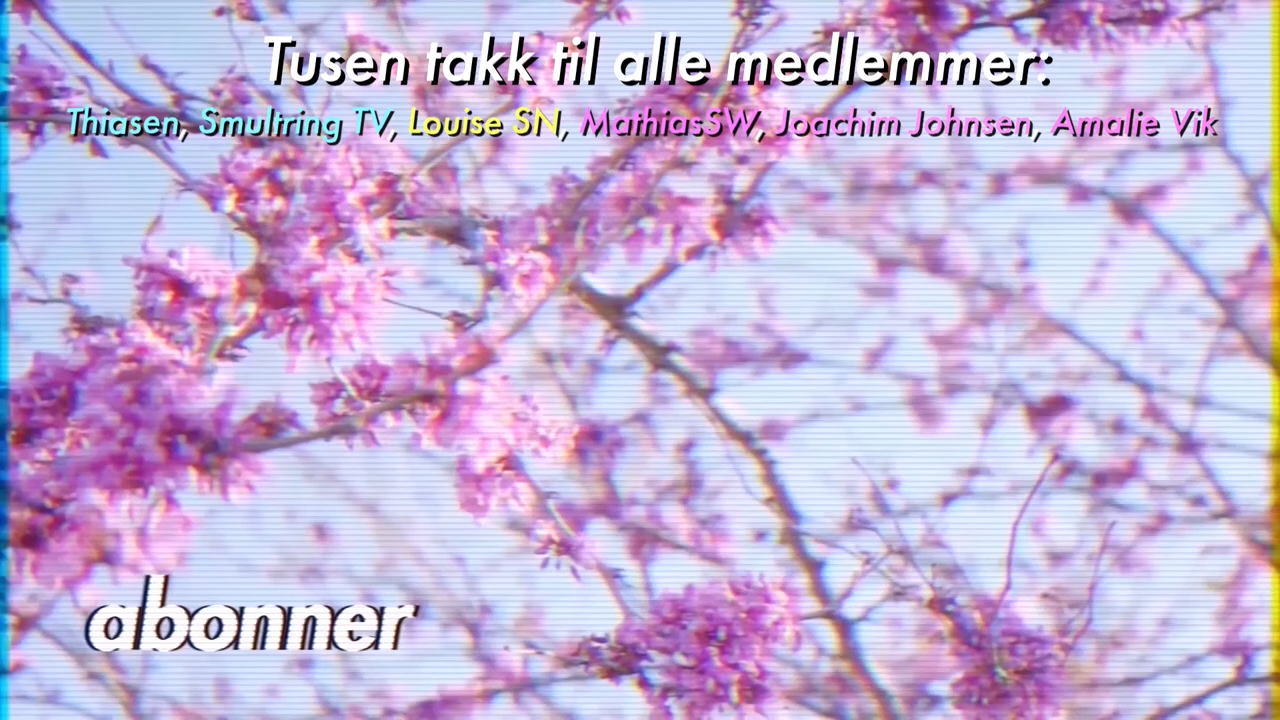 Tusen takk til alle medlemmer:
Thiasen, Smultring TV, Louise SN, MathiasSW, Joachim Johnsen, Amalie Vik
abonner